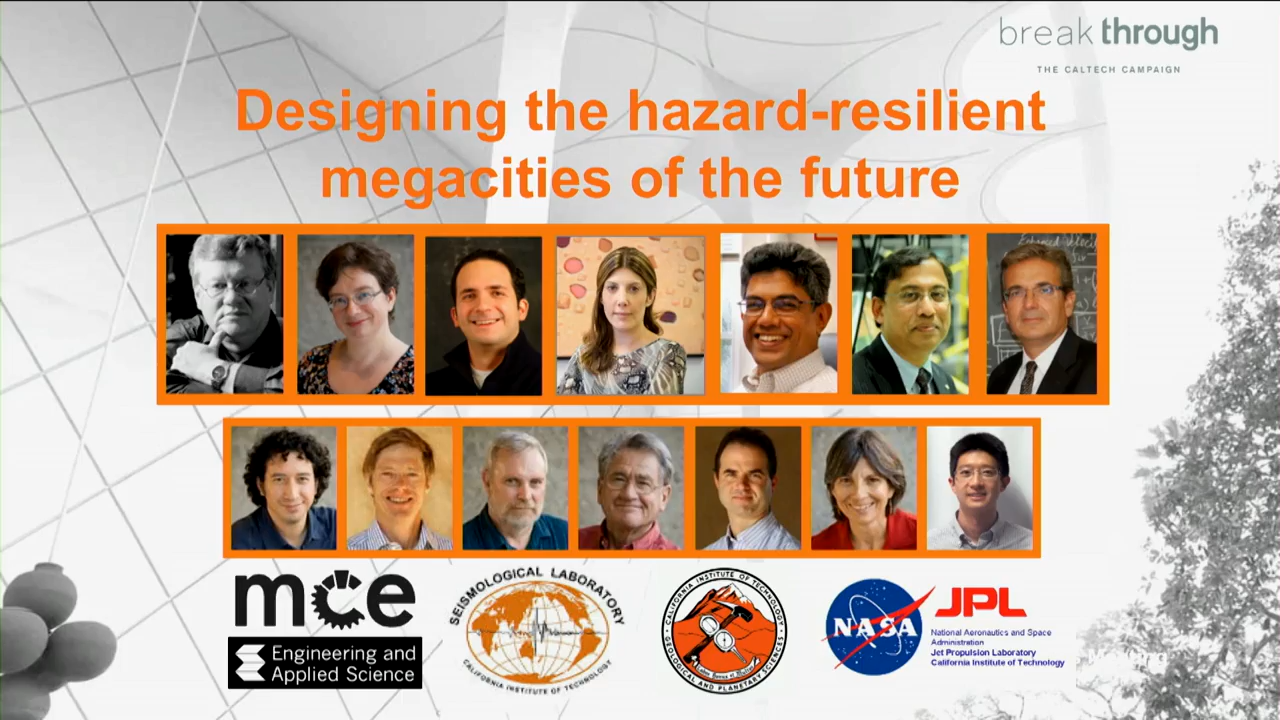 break through
THE CALTECH CAMPAIGN
Designing the hazard-resilient
megacities of the future
mce
Engineering and
Applied Science
SEISMOLOGICAL LABORATORY
CALIFORNIA INSTITUTE OF TECHNOLOGY
CALIFORNIA INSTITUTE OF TECHNOLOGY
GEOLOGICAL AND PLANETARY SCIENCES
NASA
JPL
National Aeronautics and Space
Administration
Jet Propulsion Laboratory
California Institute of Technology